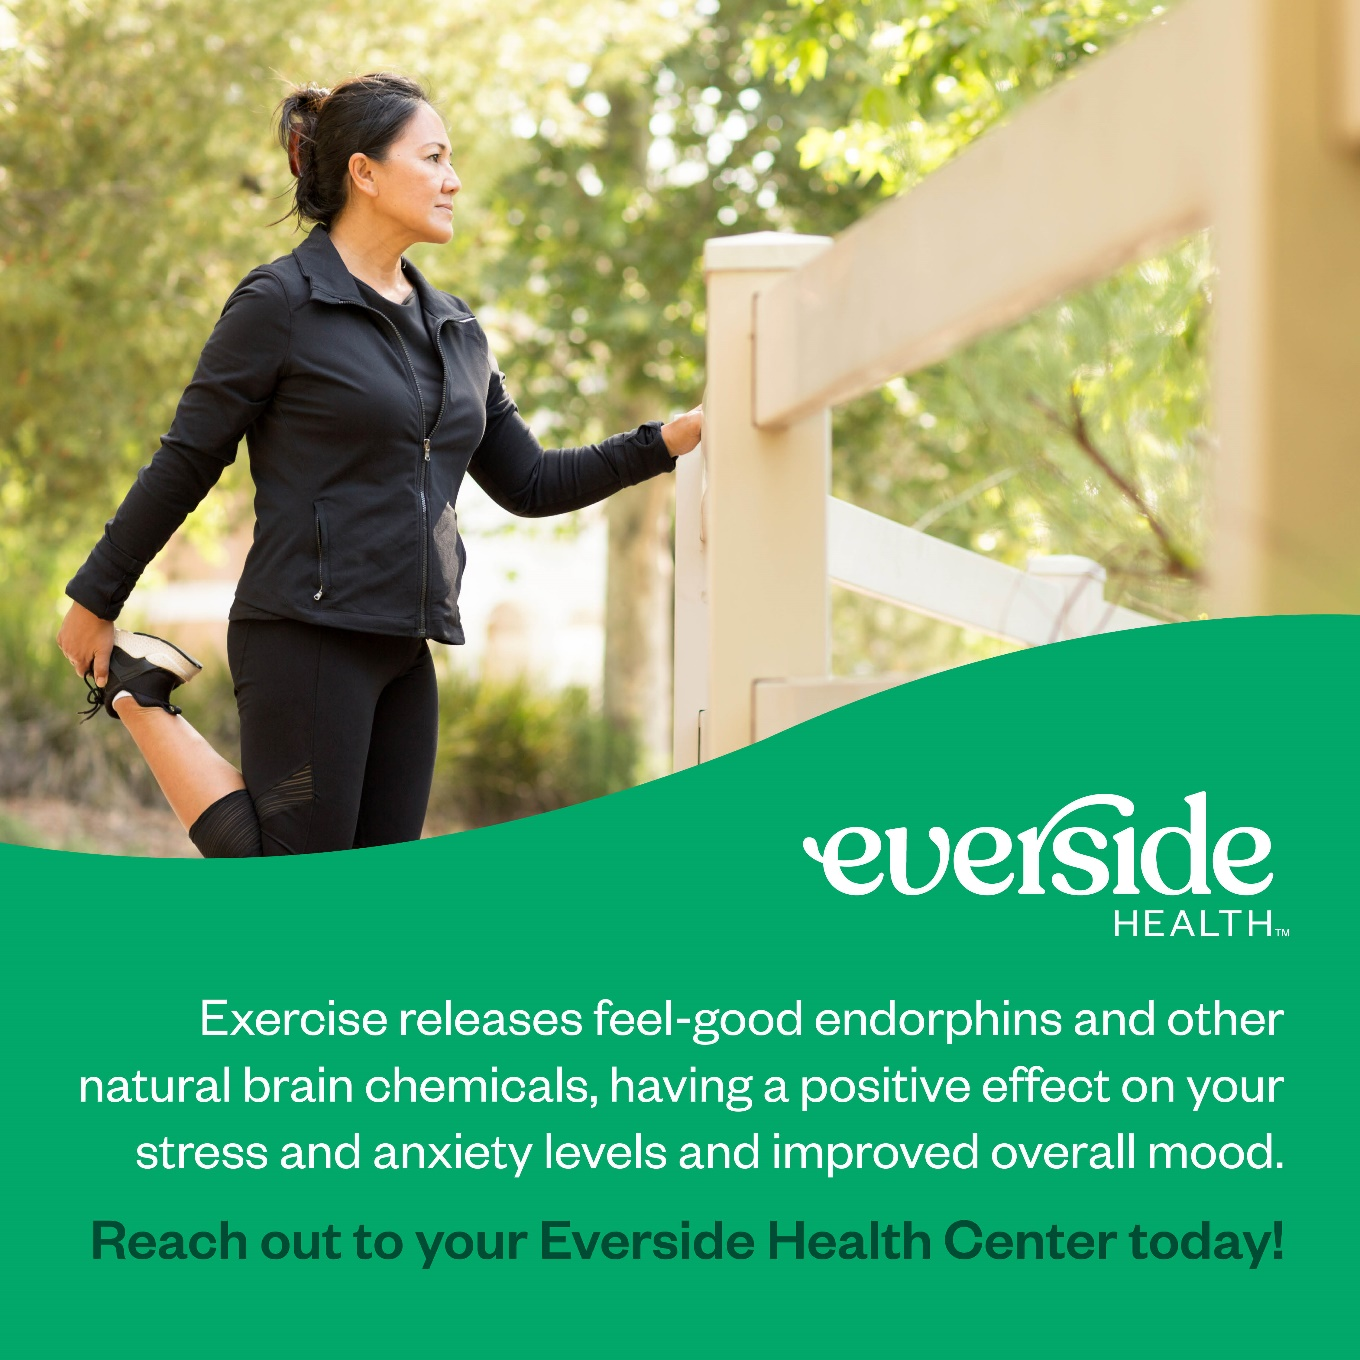 everside
HEALTH™
Exercise releases feel-good endorphins and other
natural brain chemicals, having a positive effect on your
stress and anxiety levels and improved overall mood.
Reach out to your Everside Health Center today!